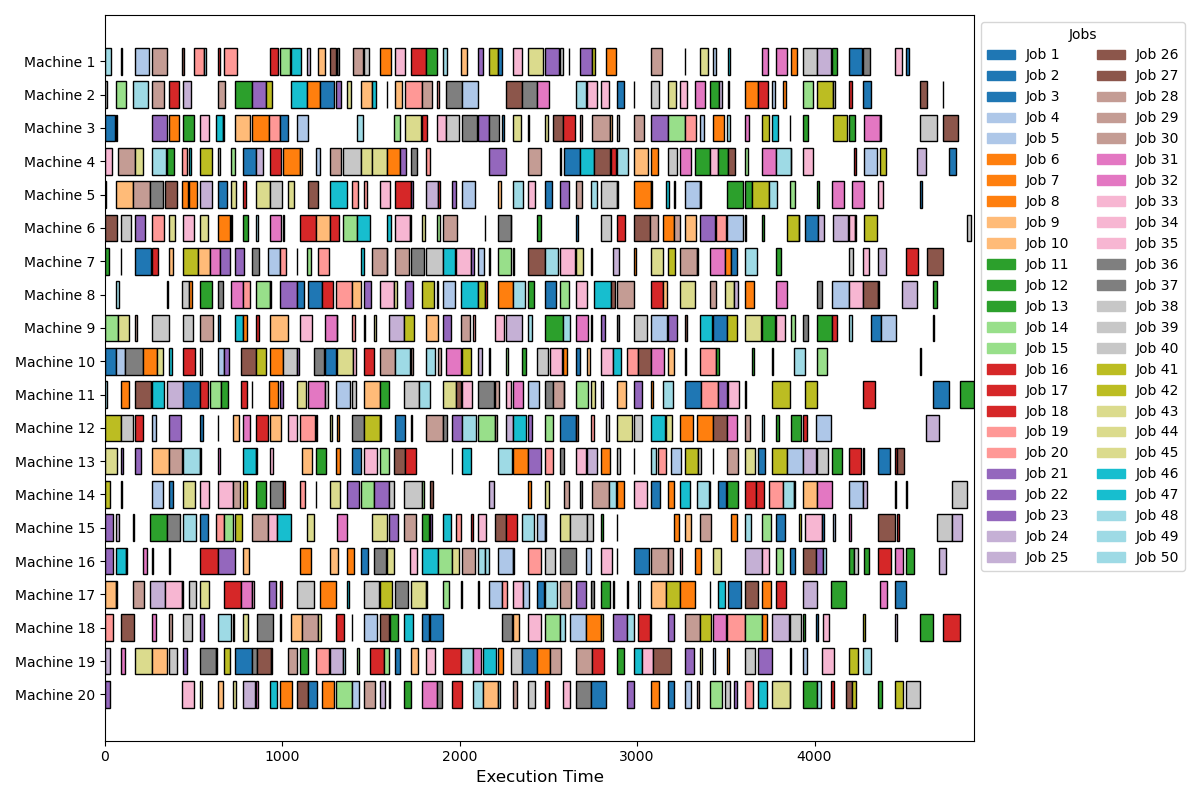 Machine 1
Machine 2
Machine 3
Machine 4
Machine 5
Machine 6
Machine 7
Machine 8
Machine 9
Machine 10
Machine 11
Machine 12
Machine 13
Machine 14
Machine 15
Machine 16
Machine 17
Machine 18
Machine 19
Machine 20
0 1000 2000 3000 4000
Execution Time
Jobs
Job 1 Job 26
Job 2 Job 27
Job 3 Job 28
Job 4 Job 29
Job 5 Job 30
Job 6 Job 31
Job 7 Job 32
Job 8 Job 33
Job 9 Job 34
Job 10 Job 35
Job 11 Job 36
Job 12 Job 37
Job 13 Job 38
Job 14 Job 39
Job 15 Job 40
Job 16 Job 41
Job 17 Job 42
Job 18 Job 43
Job 19 Job 44
Job 20 Job 45
Job 21 Job 46
Job 22 Job 47
Job 23 Job 48
Job 24 Job 49
Job 25 Job 50